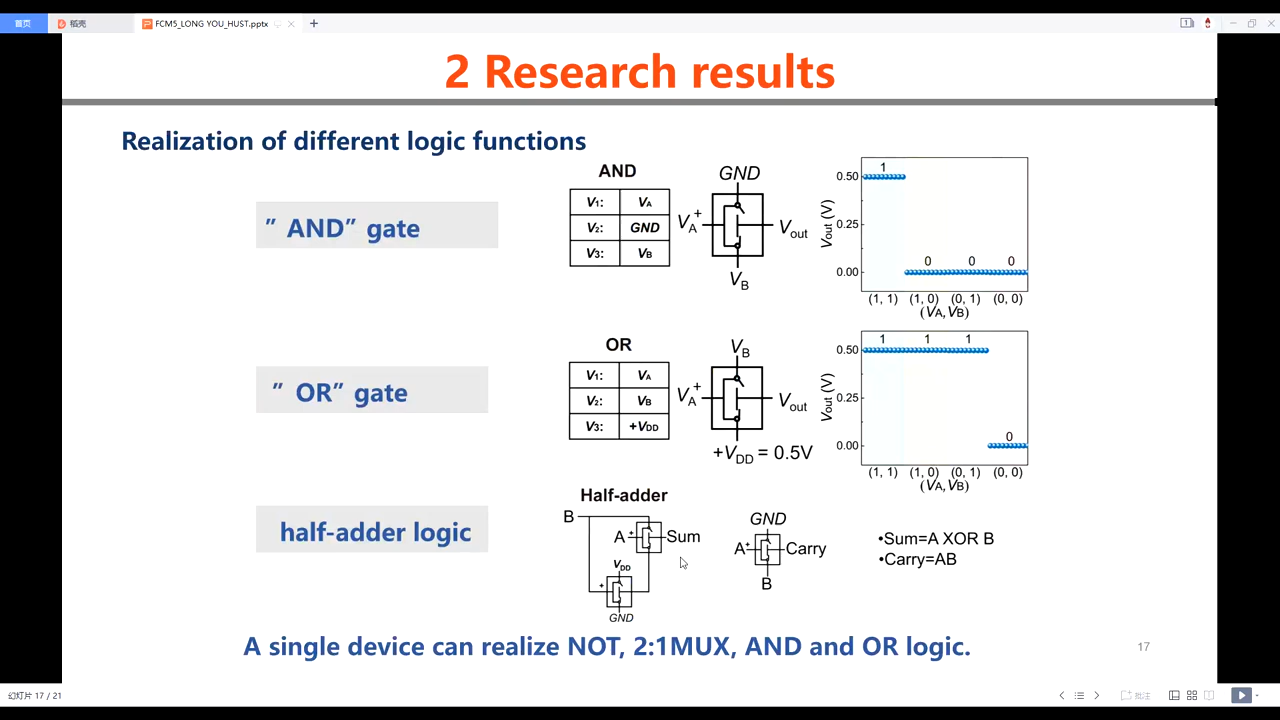 首页
稻壳
FCM5_LONG YOU_HUST.pptx
2 Research results
Realization of different logic functions
” AND” gate
AND
V1: VA
V2: GND
V3: VB
GND
VA+
Vout
VB
Vout (V)
0.50
0.25
0.00
1
0 0 0
(1, 1) (1, 0) (0, 1) (0, 0)
(VA,VB)
” OR” gate
OR
V1: VA
V2: VB
V3: +VDD
VB
VA+
Vout
+VDD = 0.5V
Vout (V)
0.50
0.25
0.00
1 1 1
0
(1, 1) (1, 0) (0, 1) (0, 0)
(VA,VB)
half-adder logic
Half-adder
B
A + Sum
VDD
+
GND
GND
A+ Carry
B
•Sum=A XOR B
•Carry=AB
A single device can realize NOT, 2:1MUX, AND and OR logic.
17
幻灯片 17 / 21
批注